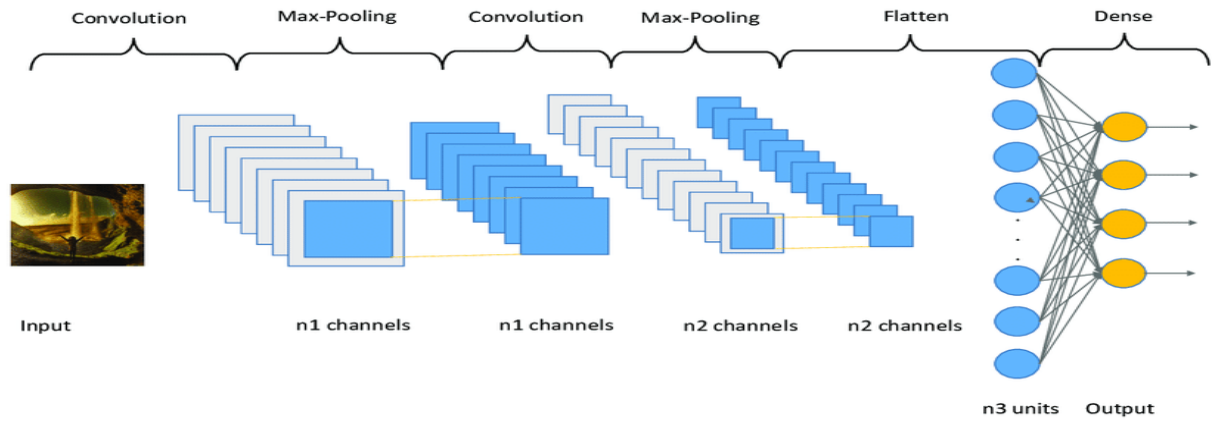 Convolution Max-Pooling Convolution Max-Pooling Flatten Dense
Input n1 channels n1 channels n2 channels n2 channels
n3 units Output